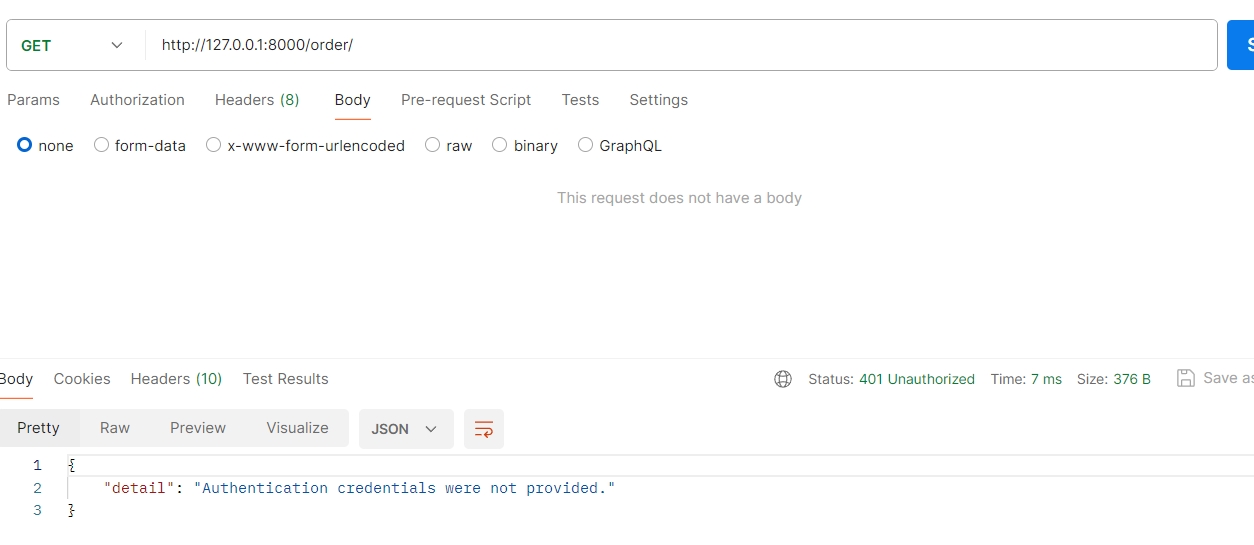 GET http://127.0.0.1:8000/order/ S
Params Authorization Headers (8) Body Pre-request Script Tests Settings
none form-data x-www-form-urlencoded raw binary GraphQL
This request does not have a body
Body Cookies Headers (10) Test Results Status: 401 Unauthorized Time: 7 ms Size: 376 B Save as
Pretty Raw Preview Visualize JSON
1 {
2 "detail": "Authentication credentials were not provided."
3 }